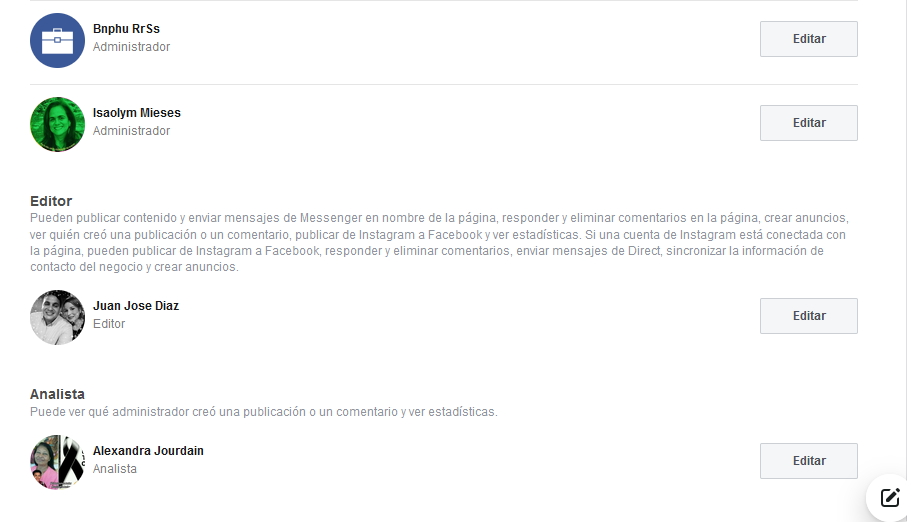 Bnphu RrSs
Administrador
Editar
Isaolym Mieses
Administrador
Editar
Editor
Pueden publicar contenido y enviar mensajes de Messenger en nombre de la página, responder y eliminar comentarios en la página, crear anuncios,
ver quién creó una publicación o un comentario, publicar de Instagram a Facebook y ver estadísticas. Si una cuenta de Instagram está conectada con
la página, pueden publicar de Instagram a Facebook, responder y eliminar comentarios, enviar mensajes de Direct, sincronizar la información de
contacto del negocio y crear anuncios.
Juan Jose Diaz
Editor
Editar
Analista
Puede ver qué administrador creó una publicación o un comentario y ver estadísticas.
Alexandra Jourdain
Analista
Editar